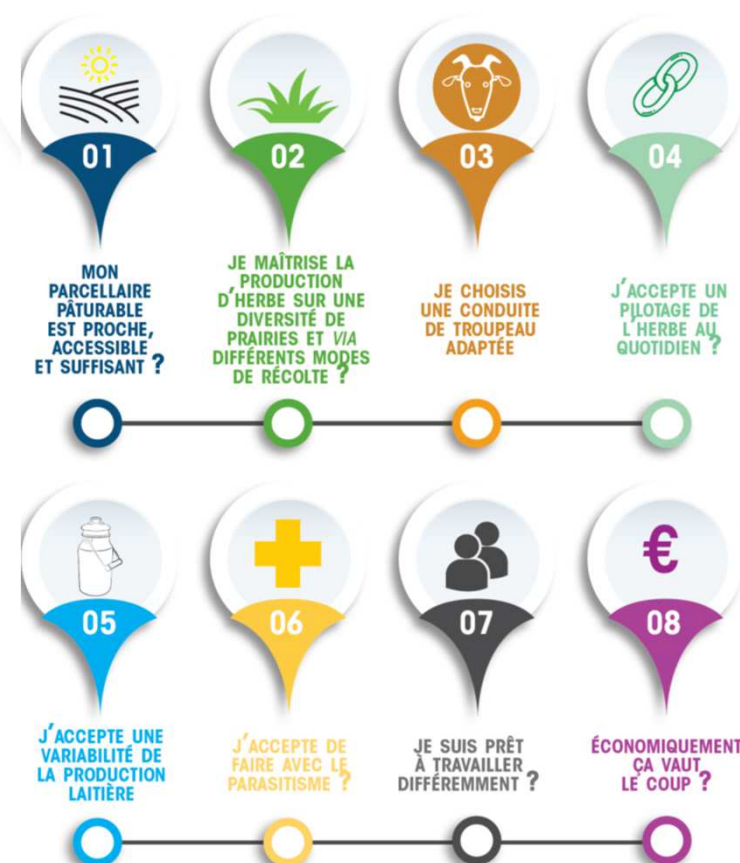 01
MON
PARCELLAIRE
PÂTURABLE
EST PROCHE,
ACCESSIBLE
ET SUFFISANT ?
02
JE MAÎTRISE LA
PRODUCTION
D'HERBE SUR UNE
DIVERSITÉ DE
PRAIRIES ET VIA
DIFFÉRENTS MODES
DE RÉCOLTE ?
03
JE CHOISIS
UNE CONDUITE
DE TROUPEAU
ADAPTÉE
04
J'ACCEPTE UN
PILOTAGE DE
L'HERBE AU
QUOTIDIEN ?
05
J'ACCEPTE UNE
VARIABILITÉ DE
LA PRODUCTION
LAITIÈRE
06
J'ACCEPTE DE
FAIRE AVEC LE
PARASITISME ?
07
JE SUIS PRÊT
À TRAVAILLER
DIFFÉREMMENT ?
€
08
ÉCONOMIQUEMENT
ÇA VAUT
LE COUP ?